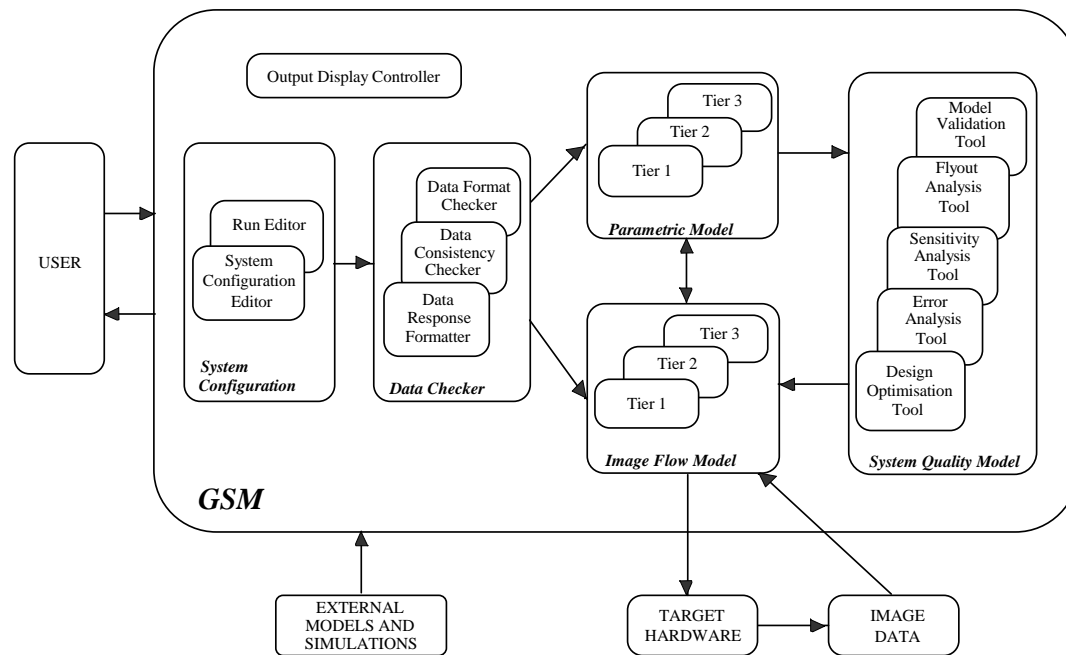 Output Display Controller
USER
Run Editor
System
Configuration
Editor
System
Configuration
Data Format
Checker
Data
Consistency
Checker
Data
Response
Formatter
Data Checker
Tier 3
Tier 2
Tier 1
Parametric Model
Tier 3
Tier 2
Tier 1
Image Flow Model
Model
Validation
Tool
Flyout
Analysis
Tool
Sensitivity
Analysis
Tool
Error
Analysis
Tool
Design
Optimisation
Tool
System Quality Model
GSM
EXTERNAL
MODELS AND
SIMULATIONS
TARGET
HARDWARE
IMAGE
DATA